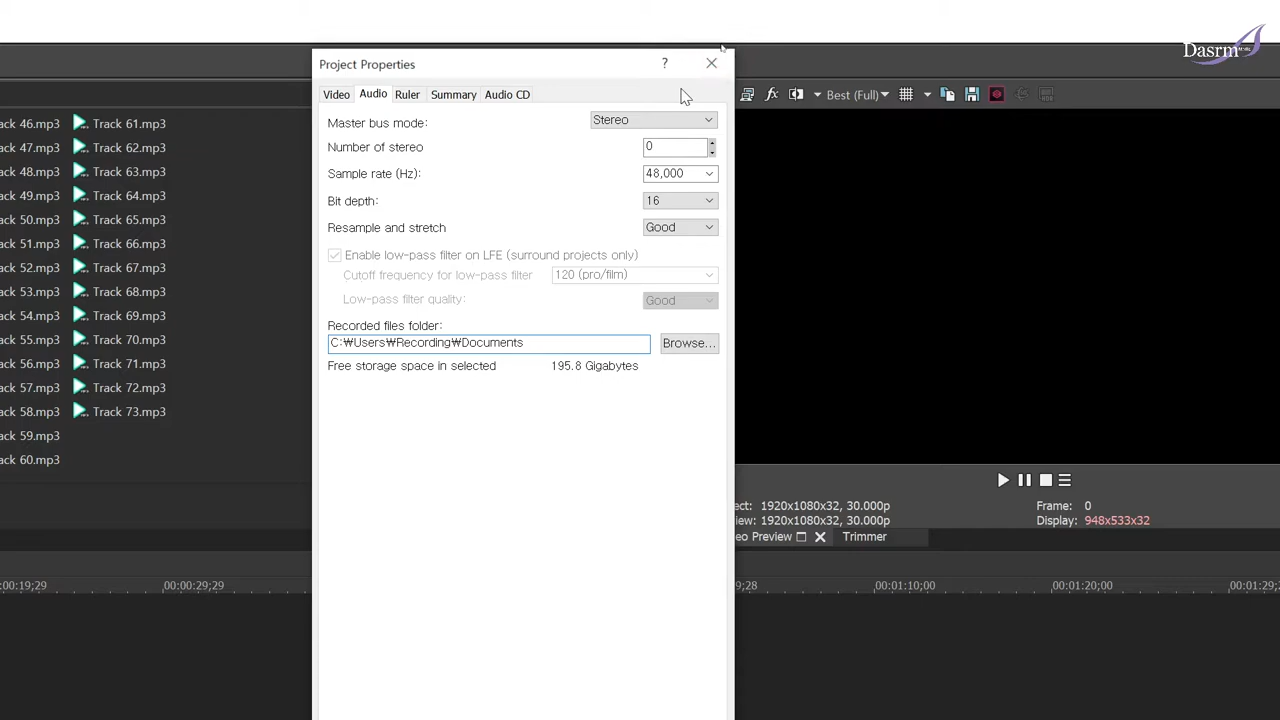 Dasrm
Project Properties
?
Video Audio Ruler Summary Audio CD
Master bus mode: Stereo
Number of stereo 0
Sample rate (Hz): 48,000
Bit depth: 16
Resample and stretch Good
Enable low-pass filter on LFE (surround projects only)
Cutoff frequency for low-pass filter 120 (pro/film)
Low-pass filter quality: Good
Recorded files folder:
C:₩Users₩Recording₩Documents Browse...
Free storage space in selected 195.8 Gigabytes
fx Best (Full)
ack 46.mp3 Track 61.mp3
ack 47.mp3 Track 62.mp3
ack 48.mp3 Track 63.mp3
ack 49.mp3 Track 64.mp3
ack 50.mp3 Track 65.mp3
ack 51.mp3 Track 66.mp3
ack 52.mp3 Track 67.mp3
ack 53.mp3 Track 68.mp3
ack 54.mp3 Track 69.mp3
ack 55.mp3 Track 70.mp3
ack 56.mp3 Track 71.mp3
ack 57.mp3 Track 72.mp3
ack 58.mp3 Track 73.mp3
ack 59.mp3
ack 60.mp3
ect: 1920x1080x32, 30.000p Frame: 0
iew: 1920x1080x32, 30.000p Display: 948x533x32
eo Preview Trimmer
00:00:19;29 00:00:29;29 9;28 00:01:10;00 00:01:20;00 00:01:29;2